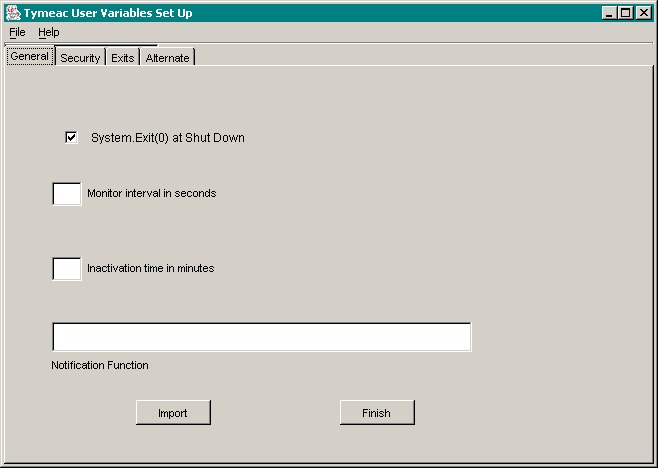 Tymeac User Variables Set Up
File Help
General Security Exits Alternate
System.Exit(0) at Shut Down
Monitor interval in seconds
Inactivation time in minutes
Notification Function
Import Finish